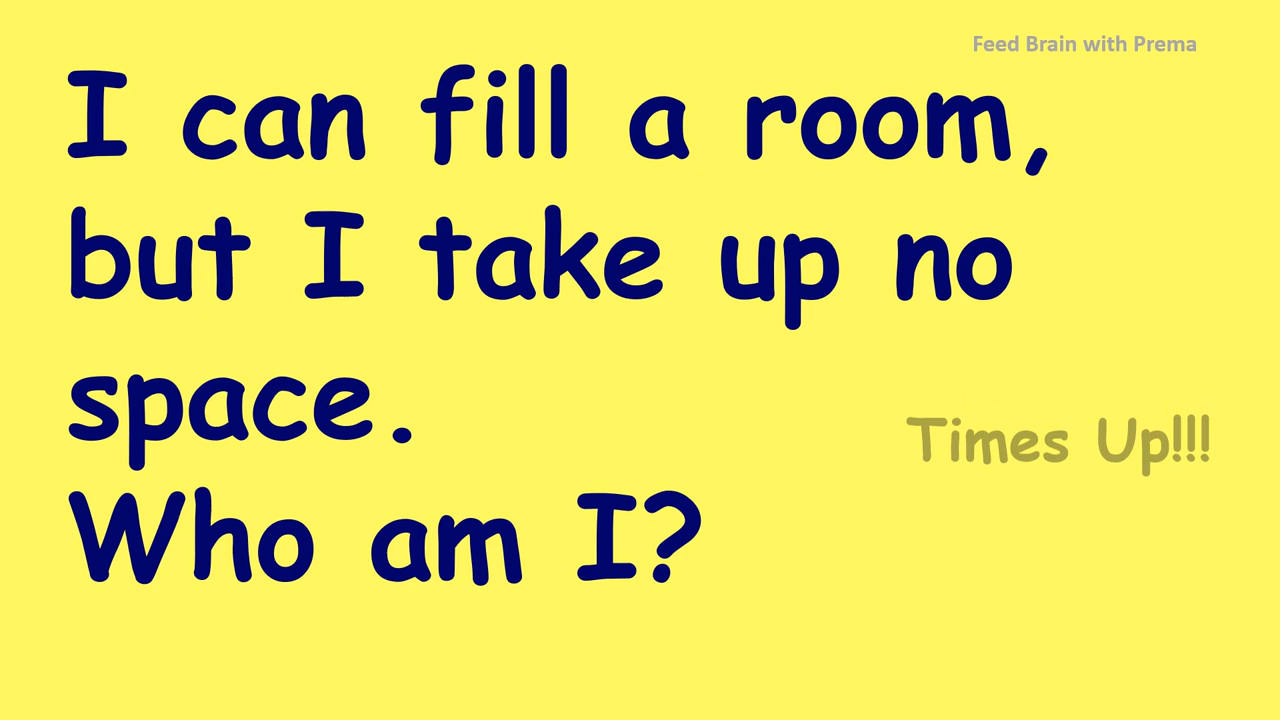 Feed Brain with Prema
I can fill a room,
but I take up no
space.
Times Up!!!
Who am I?